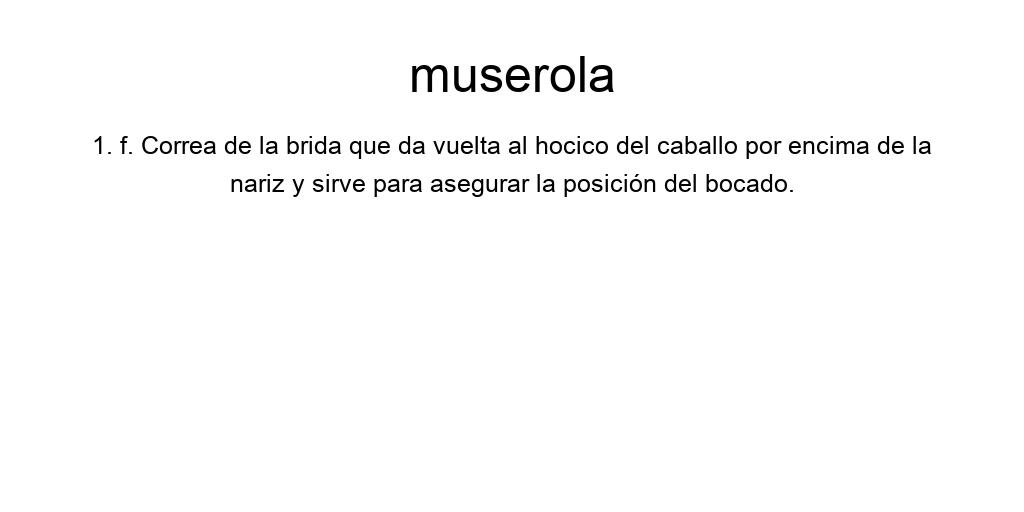 muserola
1. f. Correa de la brida que da vuelta al hocico del caballo por encima de la
nariz y sirve para asegurar la posición del bocado.